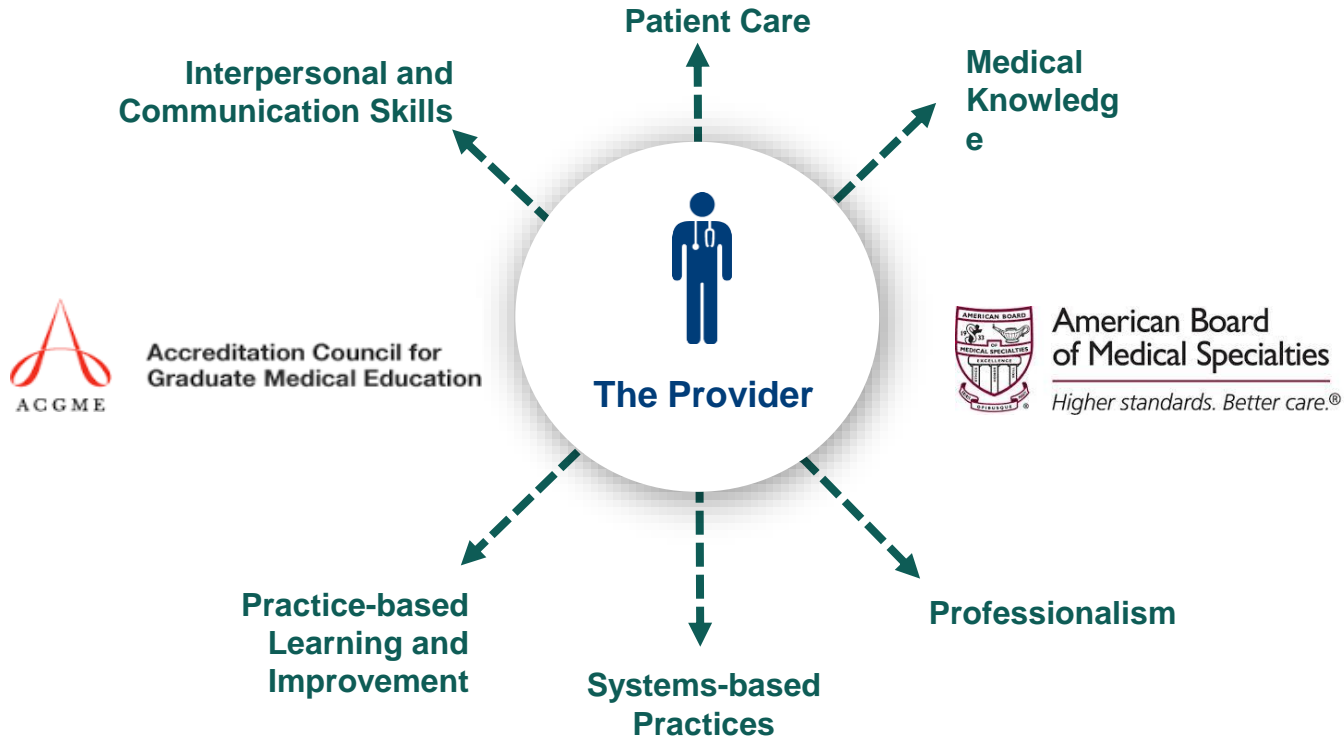 Patient Care
Interpersonal and
Communication Skills
Medical
Knowledg
e
The Provider
ACGME
Accreditation Council for
Graduate Medical Education
AMERICAN BOARD
OF
MEDICAL SPECIALTIES
EXCELLENCE
American Board
of Medical Specialties
Higher standards. Better care.®
Practice-based
Learning and
Improvement
Systems-based
Practices
Professionalism